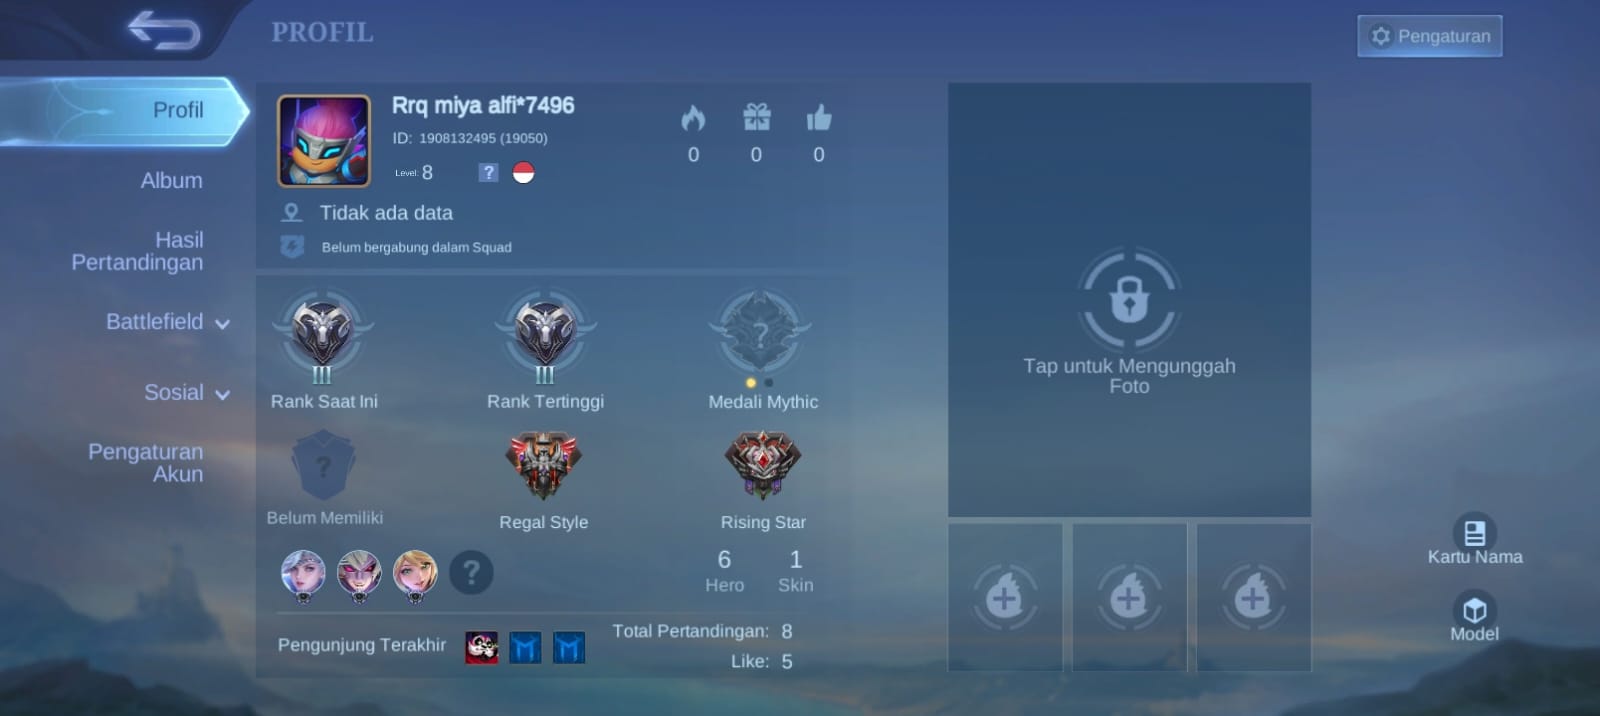 PROFIL
Pengaturan
Profil
Album
Hasil
Pertandingan
Battlefield
Sosial
Pengaturan
Akun
Rrq miya alfi*7496
ID: 1908132495 (19050)
Level: 8
?
0
0
0
Tidak ada data
Belum bergabung dalam Squad
III
Rank Saat Ini
III
Rank Tertinggi
?
Medali Mythic
?
Belum Memiliki
Regal Style
Rising Star
?
6
Hero
1
Skin
Pengunjung Terakhir
Total Pertandingan: 8
Like: 5
Tap untuk Mengunggah
Foto
Kartu Nama
Model